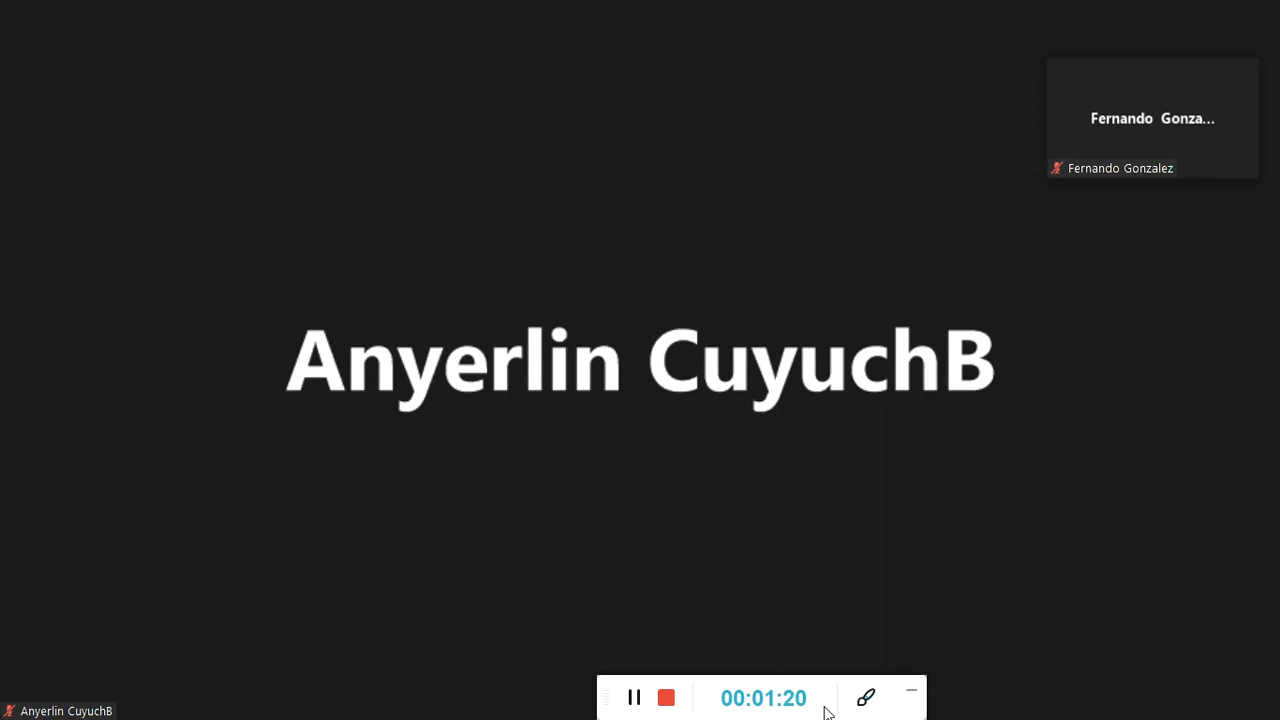 Fernando Gonza...
Fernando Gonzalez
Anyerlin CuyuchB
00:01:20
Anyerlin CuyuchB